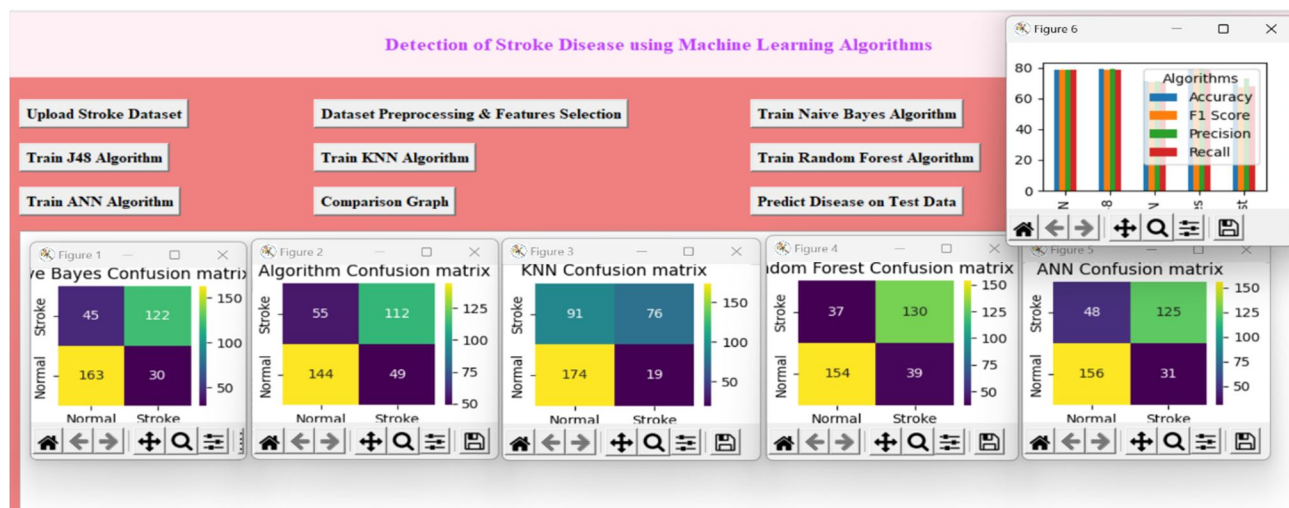 Detection of Stroke Disease using Machine Learning Algorithms
Upload Stroke Dataset
Dataset Preprocessing & Features Selection
Train Naive Bayes Algorithm
Train J48 Algorithm
Train KNN Algorithm
Train Random Forest Algorithm
Train ANN Algorithm
Comparison Graph
Predict Disease on Test Data
Figure 6
80
60
40
20
0
Algorithms
Accuracy
F1 Score
Precision
Recall
Figure 1
ve Bayes Confusion matrix
Stroke
Normal
45 122
163 30
Normal Stroke
150
100
50
Figure 2
Algorithm Confusion matrix
Stroke
Normal
55 112
144 49
Normal Stroke
125
100
75
50
Figure 3
KNN Confusion matrix
Stroke
Normal
91 76
174 19
Normal Stroke
150
100
50
Figure 4
dom Forest Confusion matrix
Stroke
Normal
37 130
154 39
Normal Stroke
150
125
100
75
50
Figure 5
ANN Confusion matrix
Stroke
Normal
48 125
156 31
Normal Stroke
150
125
100
75
50